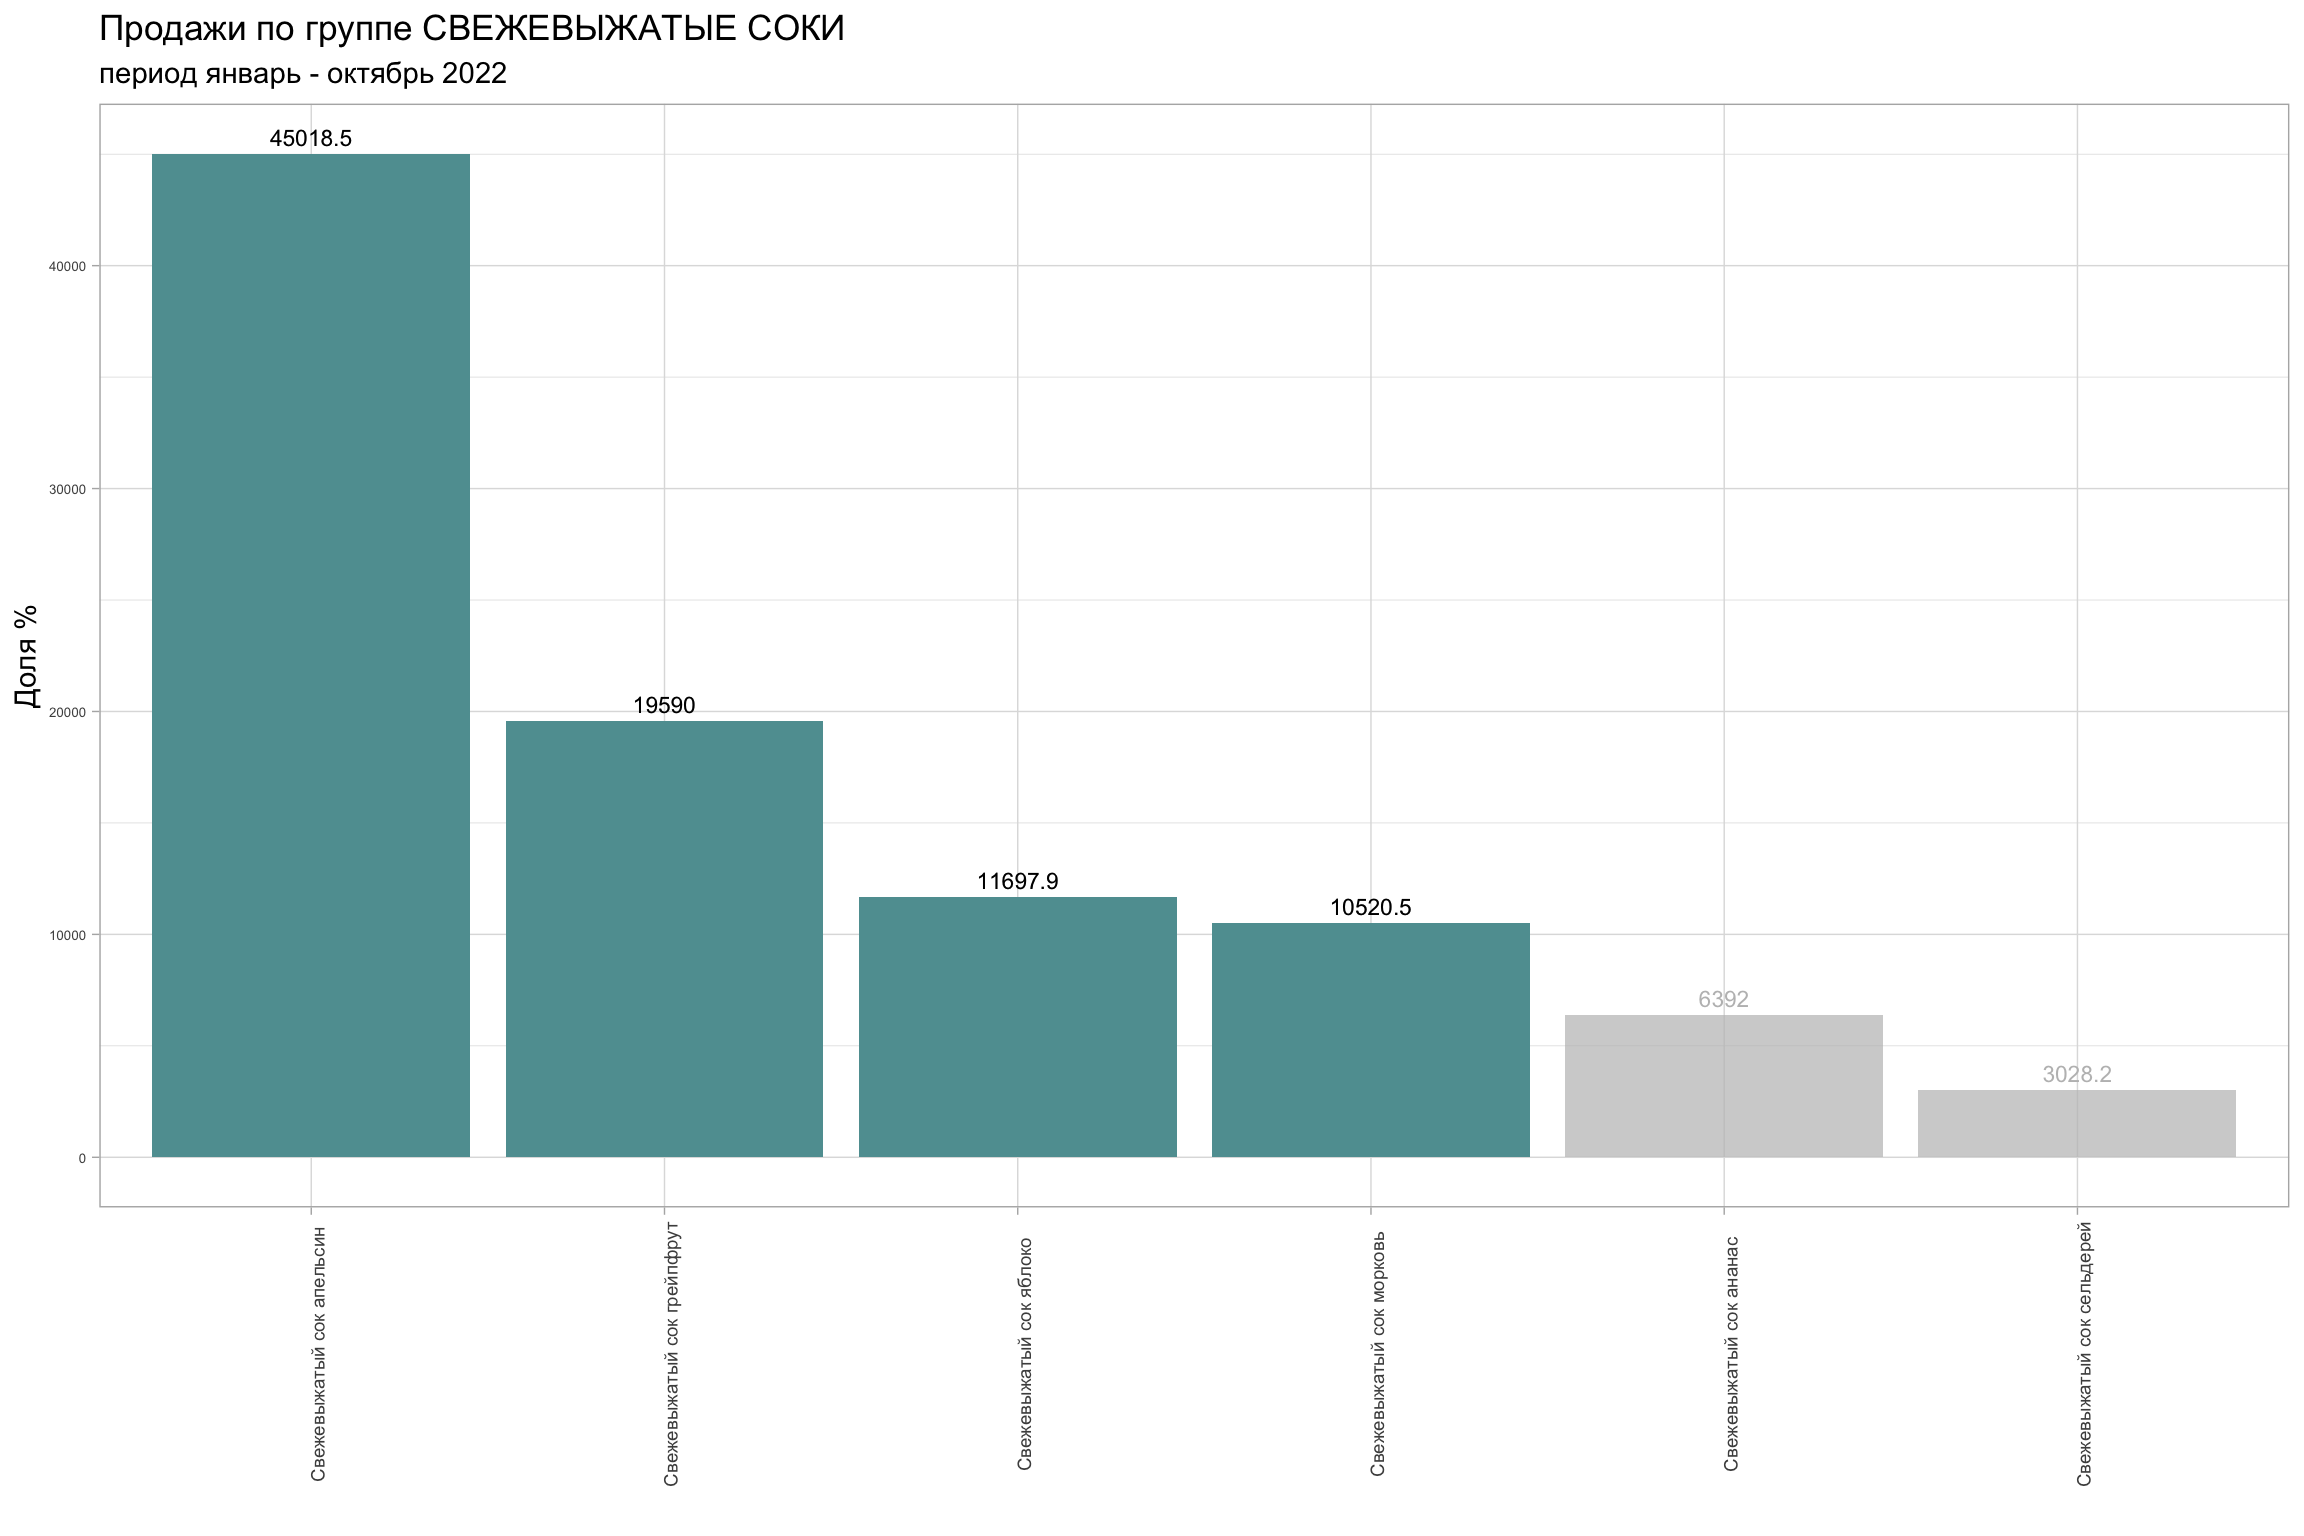 Продажи по группе СВЕЖЕВЫЖАТЫЕ СОКИ
период январь - октябрь 2022
Доля %
40000
30000
20000
10000
0
45018.5
19590
11697.9
10520.5
6392
3028.2
Свежевыжатый сок апельсин
Свежевыжатый сок грейпфрут
Свежевыжатый сок яблоко
Свежевыжатый сок морковь
Свежевыжатый сок ананас
Свежевыжатый сок сельдерей